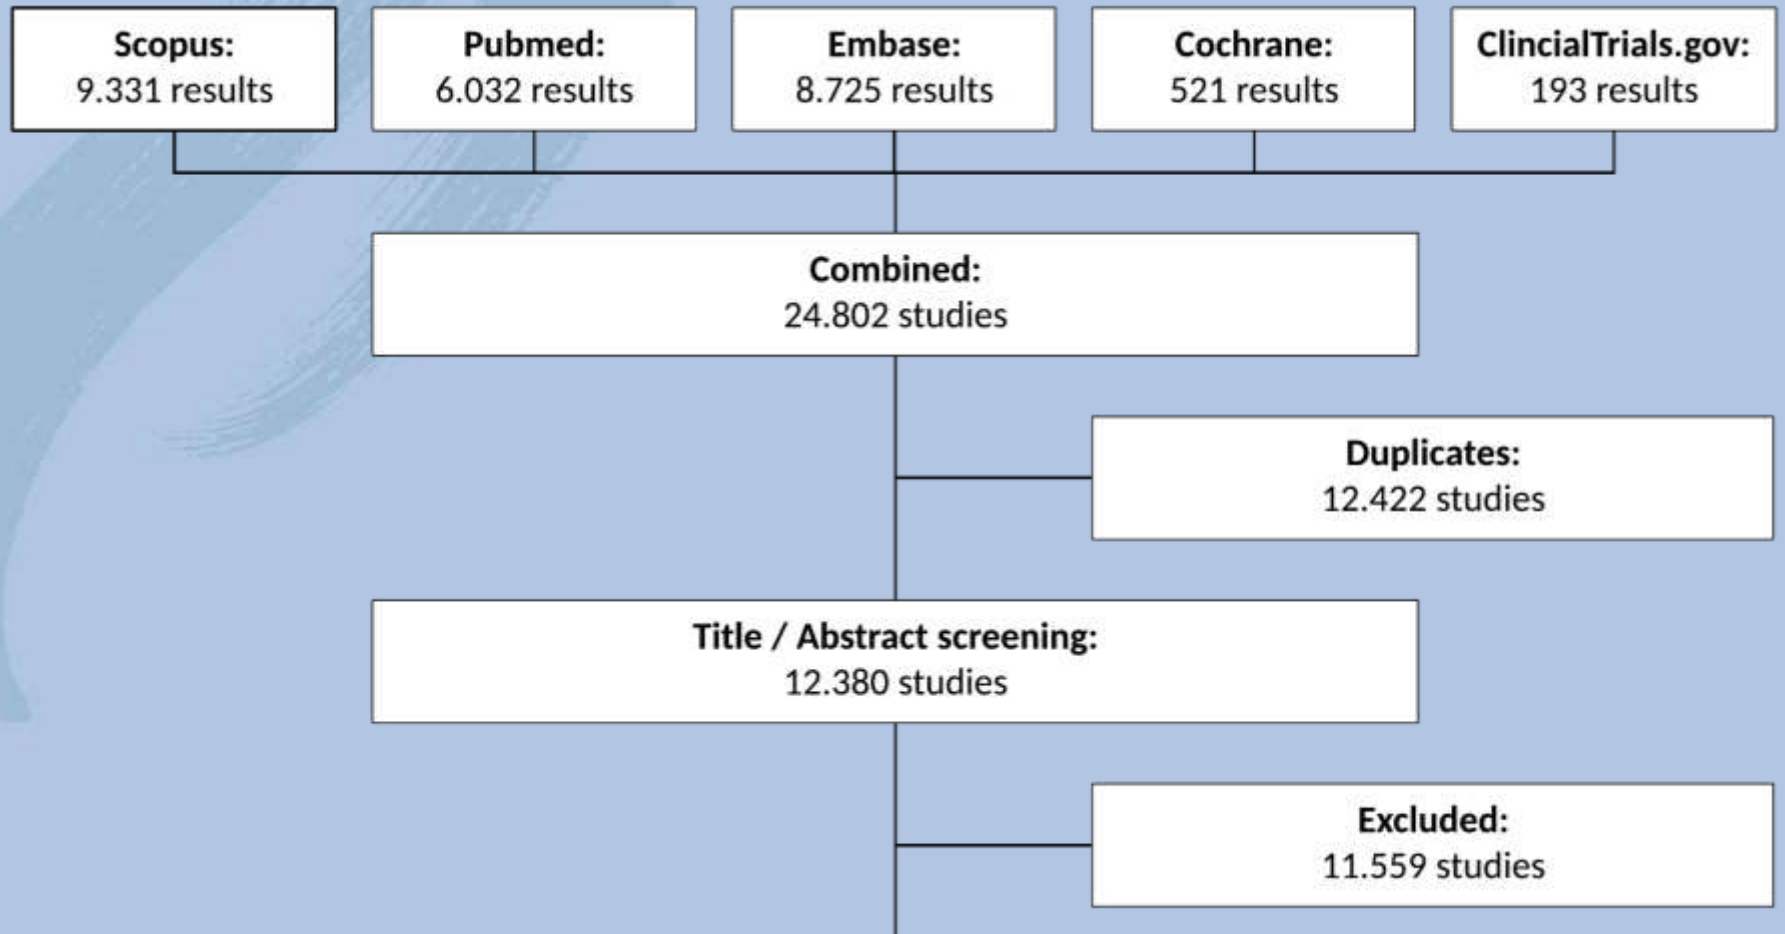 Scopus:
9.331 results
Pubmed:
6.032 results
Embase:
8.725 results
Cochrane:
521 results
ClincialTrials.gov:
193 results
Combined:
24.802 studies
Duplicates:
12.422 studies
Title / Abstract screening:
12.380 studies
Excluded:
11.559 studies